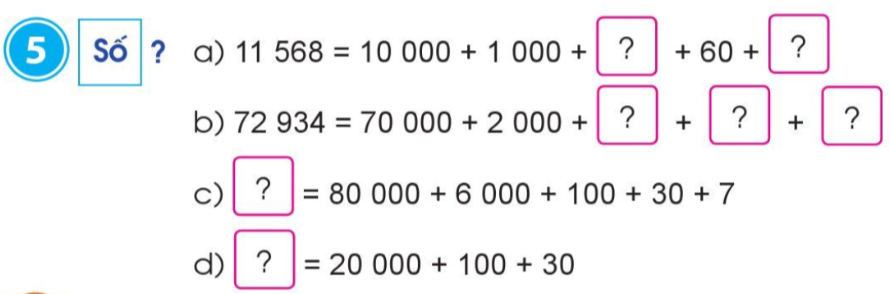 5 Số ? a) 11 568 = 10 000 + 1 000 + ? + 60 + ?
b) 72 934 = 70 000 + 2 000 + ? + ? + ?
c) ? = 80 000 + 6 000 + 100 + 30 + 7
d) ? = 20 000 + 100 + 30